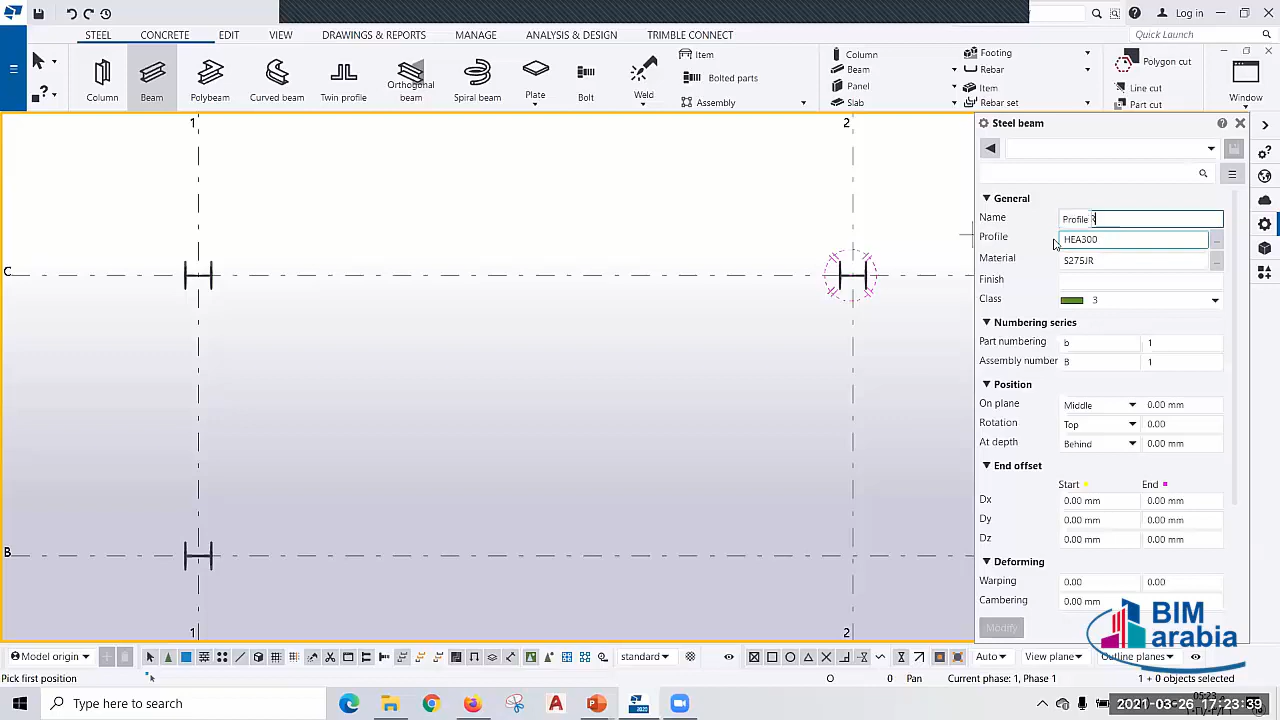 Log in
STEEL CONCRETE EDIT VIEW DRAWINGS & REPORTS MANAGE ANALYSIS & DESIGN TRIMBLE CONNECT
Quick Launch
Column
Beam
Polybeam
Curved beam
Twin profile
Orthogonal beam
Spiral beam
Plate
Bolt
Item
Bolted parts
Assembly
Weld
Column
Beam
Panel
Slab
Footing
Rebar
Item
Rebar set
Polygon cut
Line cut
Part cut
Window
1
2
C
B
1
2
Steel beam
General
Name Profile
Profile HEA300
Material S275JR
Finish
Class 3
Numbering series
Part numbering b 1
Assembly number B 1
Position
On plane Middle 0.00 mm
Rotation Top 0.00
At depth Behind 0.00 mm
End offset
Start End
Dx 0.00 mm 0.00 mm
Dy 0.00 mm 0.00 mm
Dz 0.00 mm 0.00 mm
Deforming
Warping 0.00 0.00
Cambering 0.00 mm
Modify
BIM
arabia
Model origin standard Auto View plane Outline planes
Pick first position O 0 Pan Current phase: 1, Phase 1 1 + 0 objects selected
Type here to search
05:23
2021-03-26 17:23:39